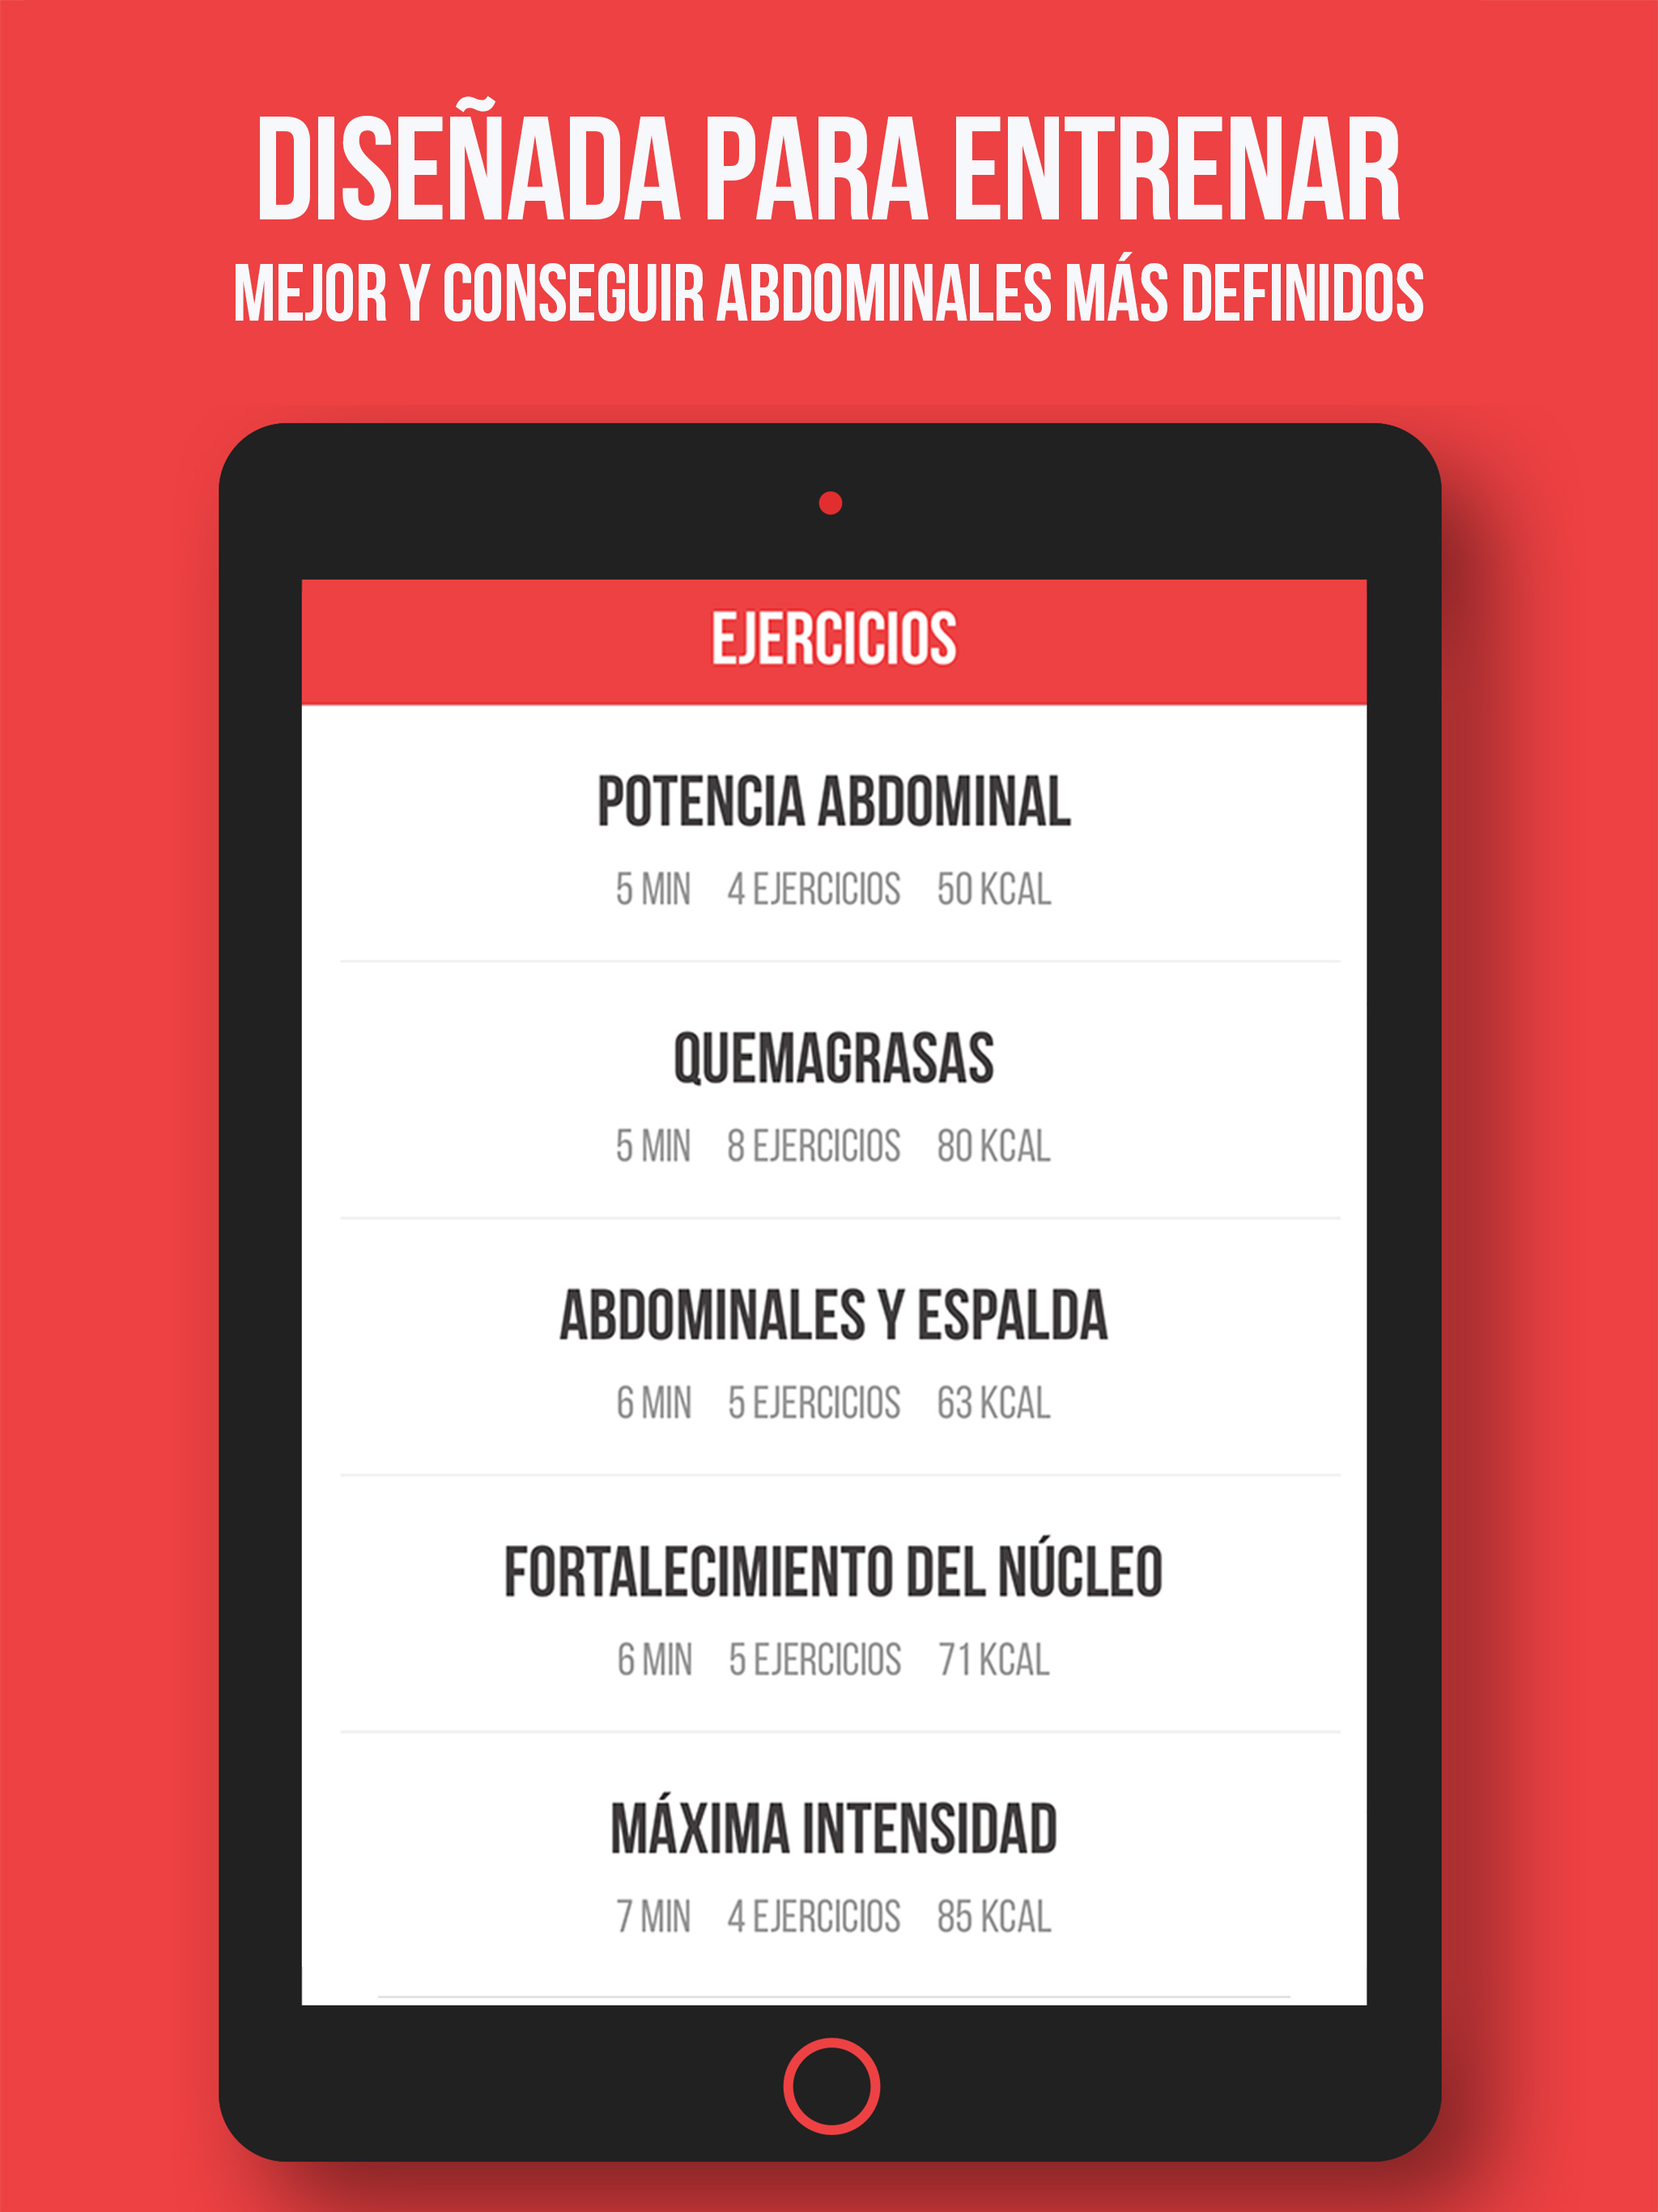 DISEÑADA PARA ENTRENAR
MEJOR Y CONSEGUIR ABDOMINALES MÁS DEFINIDOS
EJERCICIOS
POTENCIA ABDOMINAL
5 MIN 4 EJERCICIOS 50 KCAL
QUEMAGRASAS
5 MIN 8 EJERCICIOS 80 KCAL
ABDOMINALES Y ESPALDA
6 MIN 5 EJERCICIOS 63 KCAL
FORTALECIMIENTO DEL NÚCLEO
6 MIN 5 EJERCICIOS 71 KCAL
MÁXIMA INTENSIDAD
7 MIN 4 EJERCICIOS 85 KCAL